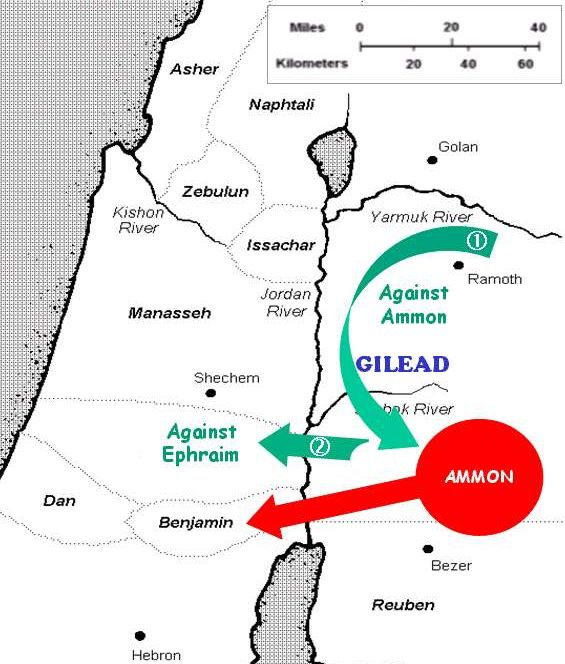 Miles 0 20 40
Kilometers 20 40 60
Asher
Naphtali
Golan
Zebulun
Kishon
River
Yarmuk River
①
Issachar
Ramoth
Jordan
River
Against
Ammon
Manasseh
GILEAD
Shechem
bok River
Against
Ephraim
②
AMMON
Dan
Benjamin
Bezer
Reuben
Hebron